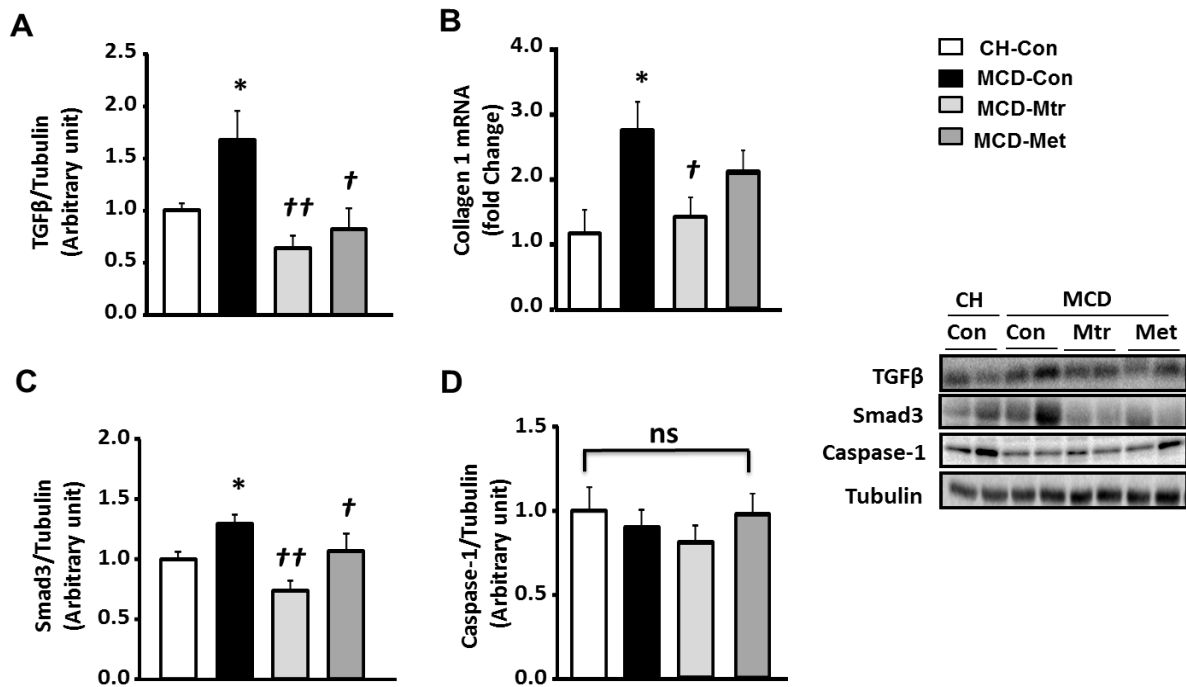 A
TGFβ/Tubulin
(Arbitrary unit)
2.5
2.0
1.5
1.0
0.5
0.0
*
††
†
B
Collagen 1 mRNA
(fold Change)
4.0
3.0
2.0
1.0
0.0
*
†
CH-Con
MCD-Con
MCD-Mtr
MCD-Met
C
Smad3/Tubulin
(Arbitrary unit)
2.0
1.5
1.0
0.5
0.0
*
††
†
D
Caspase-1/Tubulin
(Arbitrary unit)
1.5
1.0
0.5
0.0
ns
CH MCD
Con Con Mtr Met
TGFβ
Smad3
Caspase-1
Tubulin